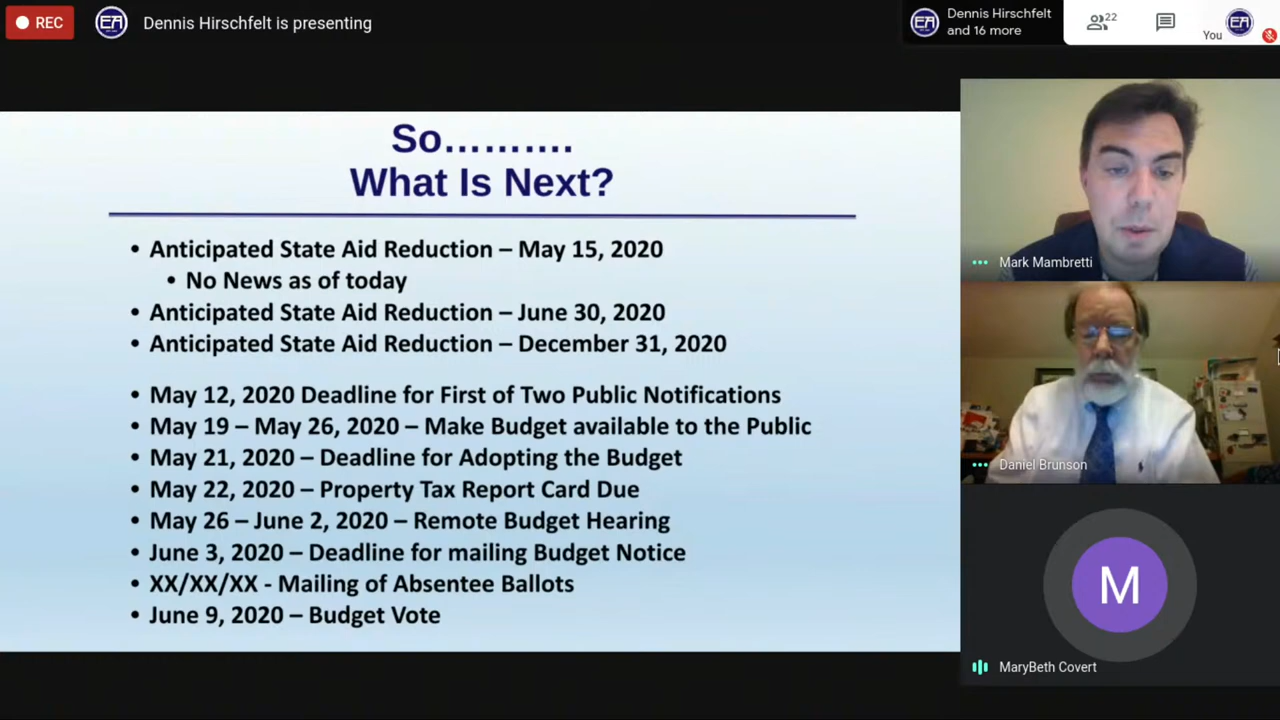 REC
EA
Dennis Hirschfelt is presenting
EA
Dennis Hirschfelt
and 16 more
22
You
EA
So……….
What Is Next?
• Anticipated State Aid Reduction – May 15, 2020
• No News as of today
• Anticipated State Aid Reduction – June 30, 2020
• Anticipated State Aid Reduction – December 31, 2020
• May 12, 2020 Deadline for First of Two Public Notifications
• May 19 – May 26, 2020 – Make Budget available to the Public
• May 21, 2020 – Deadline for Adopting the Budget
• May 22, 2020 – Property Tax Report Card Due
• May 26 – June 2, 2020 – Remote Budget Hearing
• June 3, 2020 – Deadline for mailing Budget Notice
• XX/XX/XX - Mailing of Absentee Ballots
• June 9, 2020 – Budget Vote
Mark Mambretti
Daniel Brunson
M
MaryBeth Covert